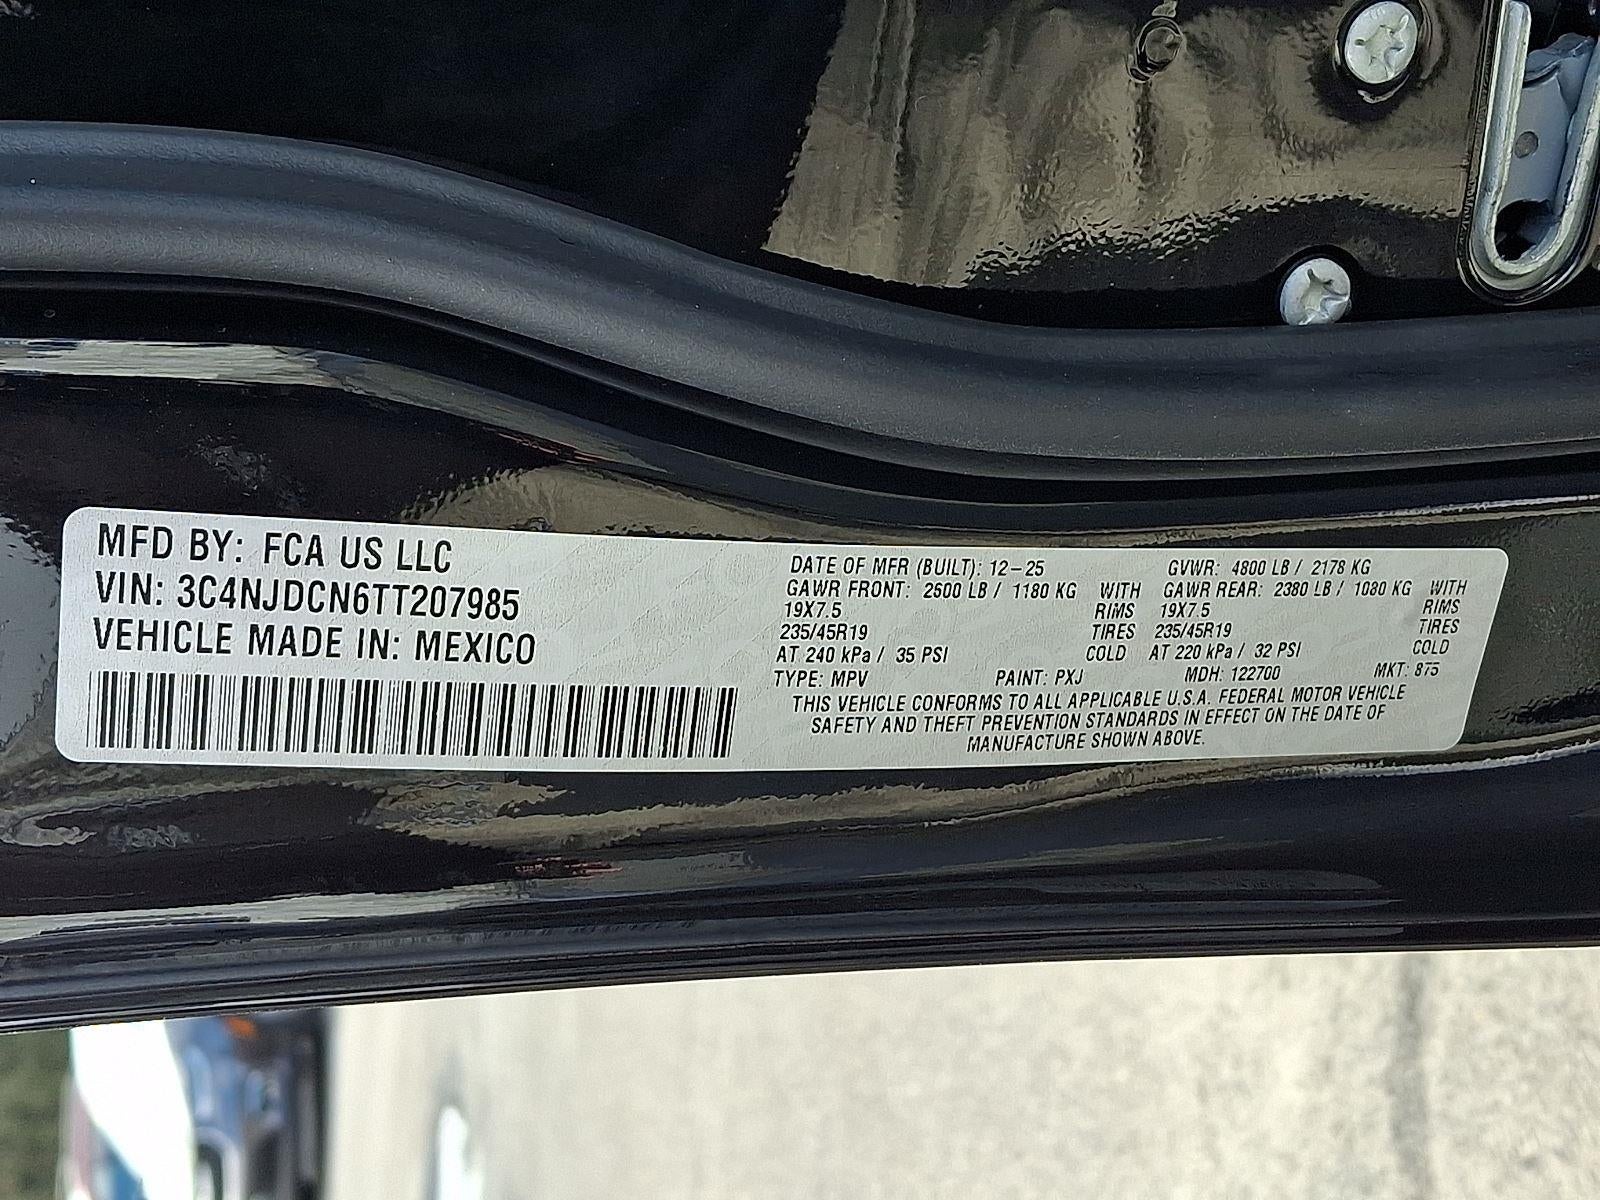 MFD BY: FCA US LLC
VIN: 3C4NJDCN6TT207985
VEHICLE MADE IN: MEXICO
DATE OF MFR (BUILT): 12-25 GVWR: 4800 LB / 2178 KG
GAWR FRONT: 2600 LB / 1180 KG WITH GAWR REAR: 2380 LB / 1080 KG WITH
19X7.5 RIMS 19X7.5 RIMS
235/45R19 TIRES 235/45R19 TIRES
AT 240 kPa / 35 PSI COLD AT 220 kPa / 32 PSI COLD
TYPE: MPV PAINT: PXJ MDH: 122700 MKT: 875
THIS VEHICLE CONFORMS TO ALL APPLICABLE U.S.A. FEDERAL MOTOR VEHICLE
SAFETY AND THEFT PREVENTION STANDARDS IN EFFECT ON THE DATE OF
MANUFACTURE SHOWN ABOVE.